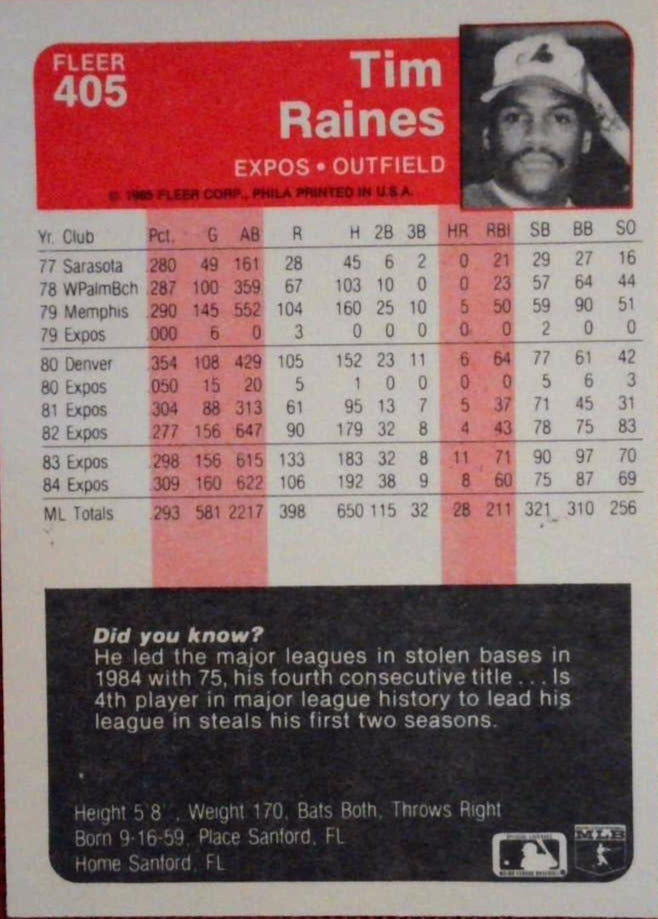 FLEER
405
Tim
Raines
EXPOS • OUTFIELD
© 1985 FLEER CORP., PHILA PRINTED IN U.S.A.
Yr. Club Pct. G AB R H 2B 3B HR RBI SB BB SO
77 Sarasota .280 49 161 28 45 6 2 0 21 29 27 16
78 WPalmBch .287 100 359 67 103 10 0 0 23 57 64 44
79 Memphis .290 145 552 104 160 25 10 5 50 59 90 51
79 Expos .000 6 0 3 0 0 0 0 0 2 0 0
80 Denver .354 108 429 105 152 23 11 6 64 77 61 42
80 Expos .050 15 20 5 1 0 0 0 0 5 6 3
81 Expos .304 88 313 61 95 13 7 5 37 71 45 31
82 Expos .277 156 647 90 179 32 8 4 43 78 75 83
83 Expos .298 156 615 133 183 32 8 11 71 90 97 70
84 Expos .309 160 622 106 192 38 9 8 60 75 87 69
ML Totals .293 581 2217 398 650 115 32 28 211 321 310 256
Did you know?
He led the major leagues in stolen bases in
1984 with 75, his fourth consecutive title . . . Is
4th player in major league history to lead his
league in steals his first two seasons.
Height 5'8", Weight 170, Bats Both, Throws Right
Born 9-16-59, Place Sanford, FL
Home Sanford, FL
MLB